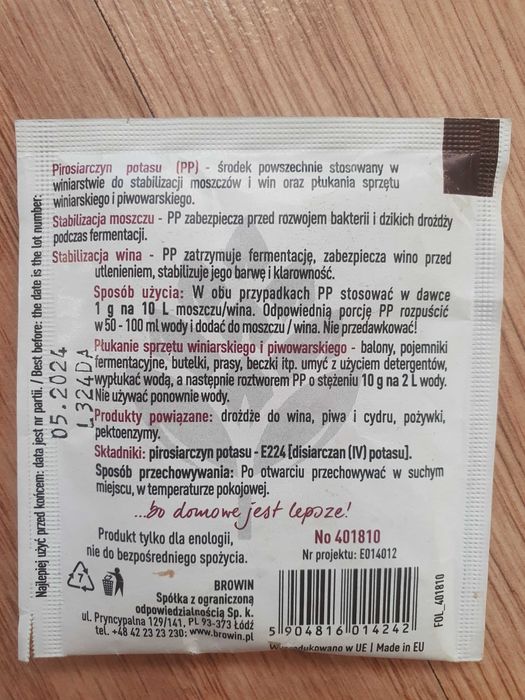 Pirosiarczyn potasu (PP) - środek powszechnie stosowany w
winiarstwie do stabilizacji moszczów i win oraz płukania sprzętu
winiarskiego i piwowarskiego.
Stabilizacja moszczu - PP zabezpiecza przed rozwojem bakterii i dzikich drożdży
podczas fermentacji.
Stabilizacja wina - PP zatrzymuje fermentację, zabezpiecza wino przed
utlenieniem, stabilizuje jego barwę i klarowność.
Sposób użycia: W obu przypadkach PP stosować w dawce
1 g na 10 L moszczu/wina. Odpowiednią porcję PP rozpuścić
w 50 - 100 ml wody i dodać do moszczu / wina. Nie przedawkować!
Płukanie sprzętu winiarskiego i piwowarskiego - balony, pojemniki
fermentacyjne, butelki, prasy, beczki itp. umyć z użyciem detergentów,
wypłukać wodą, a następnie roztworem PP o stężeniu 10 g na 2 L wody.
Nie używać ponownie wody.
Produkty powiązane: drożdże do wina, piwa i cydru, pożywki,
pektoenzymy.
Składniki: pirosiarczyn potasu - E224 [disiarczan (IV) potasu].
Sposób przechowywania: Po otwarciu przechowywać w suchym
miejscu, w temperaturze pokojowej.
...bo domowe jest lepsze!
Produkt tylko dla enologii,
nie do bezpośredniego spożycia.
No 401810
Nr projektu: E014012
7
BROWIN
Spółka z ograniczoną
odpowiedzialnością Sp. k.
ul. Pryncypalna 129/141, PL 93-373 Łódź
tel. +48 42 23 23 230; www.browin.pl
5 904816 014242
Wyprodukowano w UE | Made in EU
FOL_401810
Najlepiej użyć przed końcem: data jest nr partii. / Best before: the date is the lot number:
05.2024
L324DA